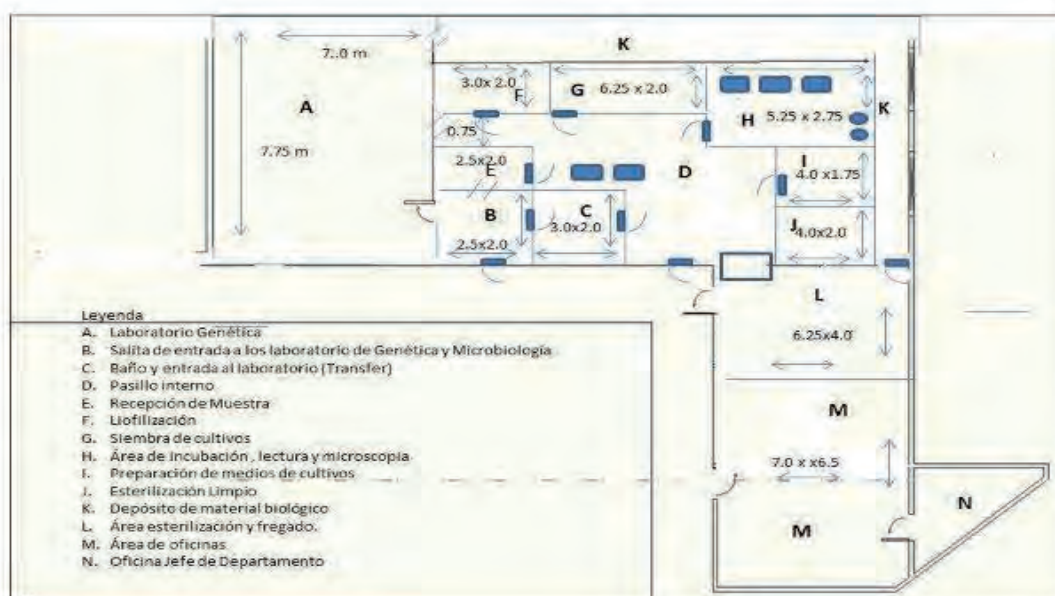 K
7..0 m
3.0x 2.0
F
G
6.25 x 2.0
A
H
K
5.25 x 2.75
0.75
7.75 m
2.5x2.0
E
D
I
4.0 x1.75
B
C
3.0x2.0
J
4.0x2.0
2.5x2.0
L
6.25x4.0
M
7.0 x x6.5
M
N
Leyenda
A. Laboratorio Genética
B. Salita de entrada a los laboratorio de Genética y Microbiología
C. Baño y entrada al laboratorio (Transfer)
D. Pasillo interno
E. Recepción de Muestra
F. Liofilización
G. Siembra de cultivos
H. Área de incubación , lectura y microscopia
I. Preparación de medios de cultivos
J. Esterilización Limpio
K. Depósito de material biológico
L. Área esterilización y fregado.
M. Área de oficinas
N. Oficina Jefe de Departamento